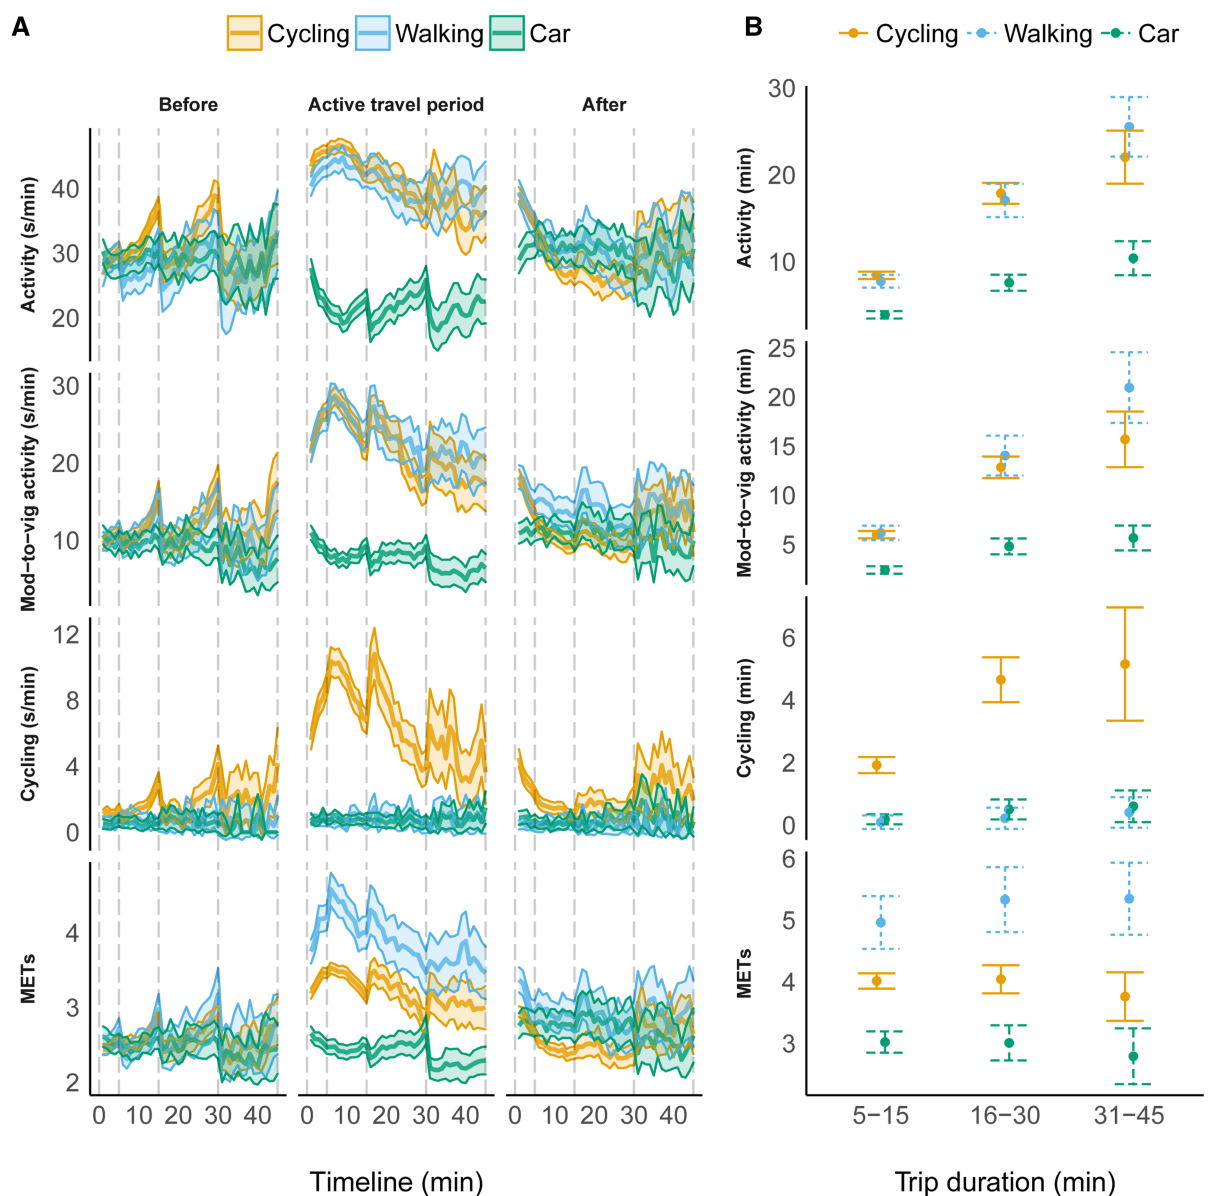 A
Cycling Walking Car
Before Active travel period After
Activity (s/min)
40
30
20
Mod−to−vig activity (s/min)
30
20
10
Cycling (s/min)
12
8
4
0
METs
4
3
2
0 10 20 30 40 0 10 20 30 40 0 10 20 30 40
Timeline (min)
B
Cycling Walking Car
Activity (min)
30
20
10
Mod−to−vig activity (min)
25
20
15
10
5
Cycling (min)
6
4
2
0
METs
6
5
4
3
5−15 16−30 31−45
Trip duration (min)